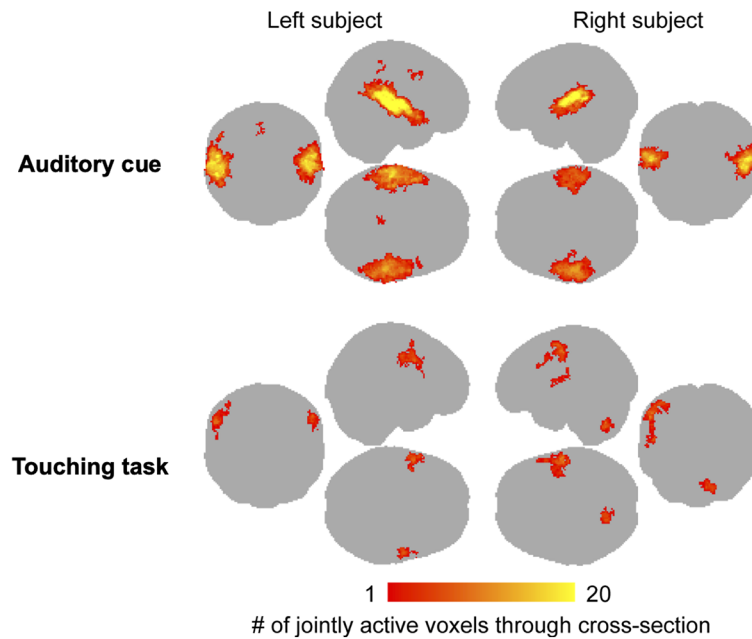 Left subject
Right subject
Auditory cue
Touching task
1 20
# of jointly active voxels through cross-section